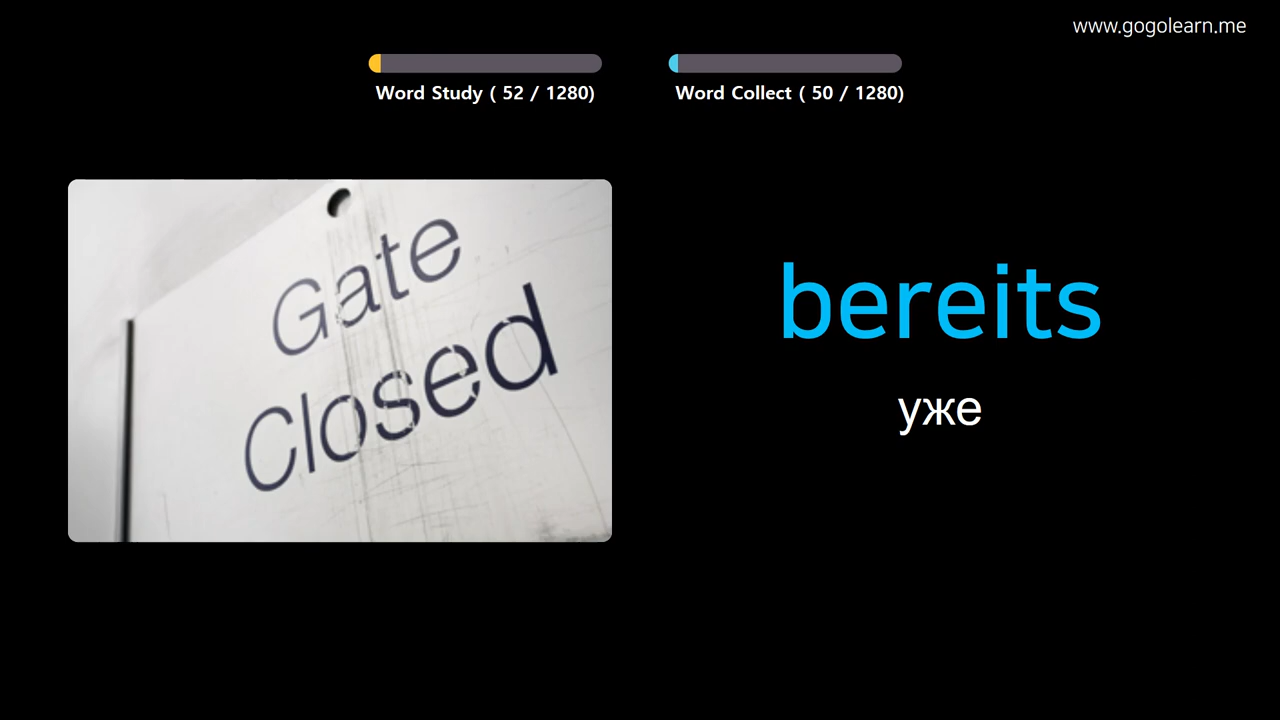 www.gogolearn.me
Word Study ( 52 / 1280)
Word Collect ( 50 / 1280)
Gate
Closed
bereits
уже